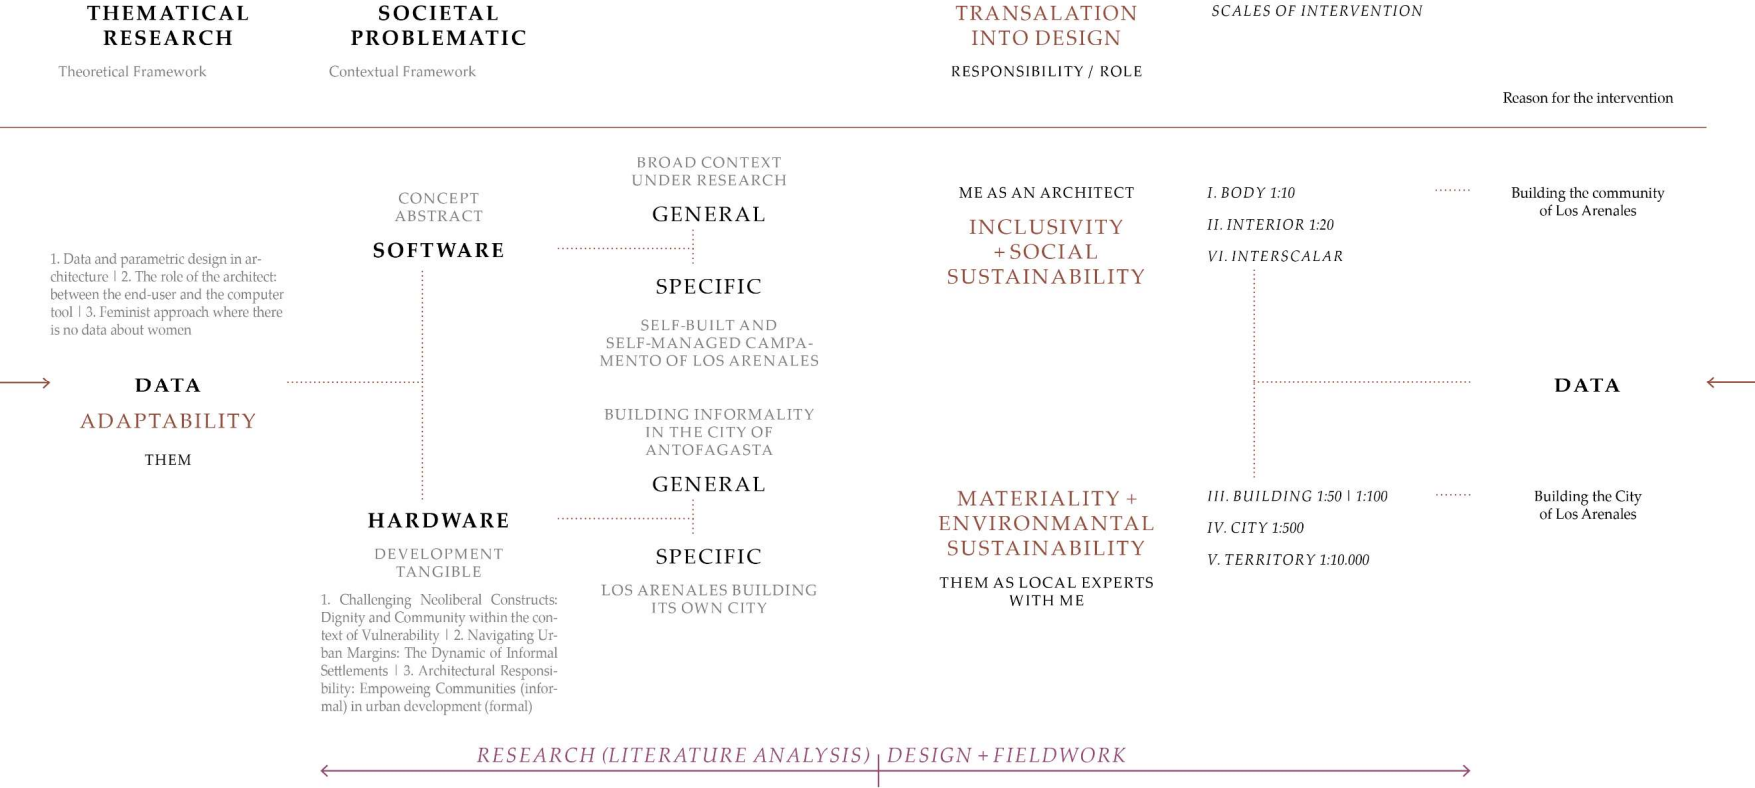 THEMATICAL
RESEARCH
Theoretical Framework
SOCIETAL
PROBLEMATIC
Contextual Framework
TRANSALATION
INTO DESIGN
RESPONSIBILITY / ROLE
SCALES OF INTERVENTION
Reason for the intervention
1. Data and parametric design in ar-
chitecture | 2. The role of the architect:
between the end-user and the computer
tool | 3. Feminist approach where there
is no data about women
DATA
ADAPTABILITY
THEM
CONCEPT
ABSTRACT
SOFTWARE
HARDWARE
DEVELOPMENT
TANGIBLE
1. Challenging Neoliberal Constructs:
Dignity and Community within the con-
text of Vulnerability | 2. Navigating Ur-
ban Margins: The Dynamic of Informal
Settlements | 3. Architectural Responsi-
bility: Empoweing Communities (infor-
mal) in urban development (formal)
BROAD CONTEXT
UNDER RESEARCH
GENERAL
SPECIFIC
SELF-BUILT AND
SELF-MANAGED CAMPA-
MENTO OF LOS ARENALES
BUILDING INFORMALITY
IN THE CITY OF
ANTOFAGASTA
GENERAL
SPECIFIC
LOS ARENALES BUILDING
ITS OWN CITY
ME AS AN ARCHITECT
INCLUSIVITY
+ SOCIAL
SUSTAINABILITY
MATERIALITY +
ENVIRONMANTAL
SUSTAINABILITY
THEM AS LOCAL EXPERTS
WITH ME
I. BODY 1:10
II. INTERIOR 1:20
VI. INTERSCALAR
III. BUILDING 1:50 | 1:100
IV. CITY 1:500
V. TERRITORY 1:10.000
Building the community
of Los Arenales
DATA
Building the City
of Los Arenales
RESEARCH (LITERATURE ANALYSIS)
DESIGN + FIELDWORK